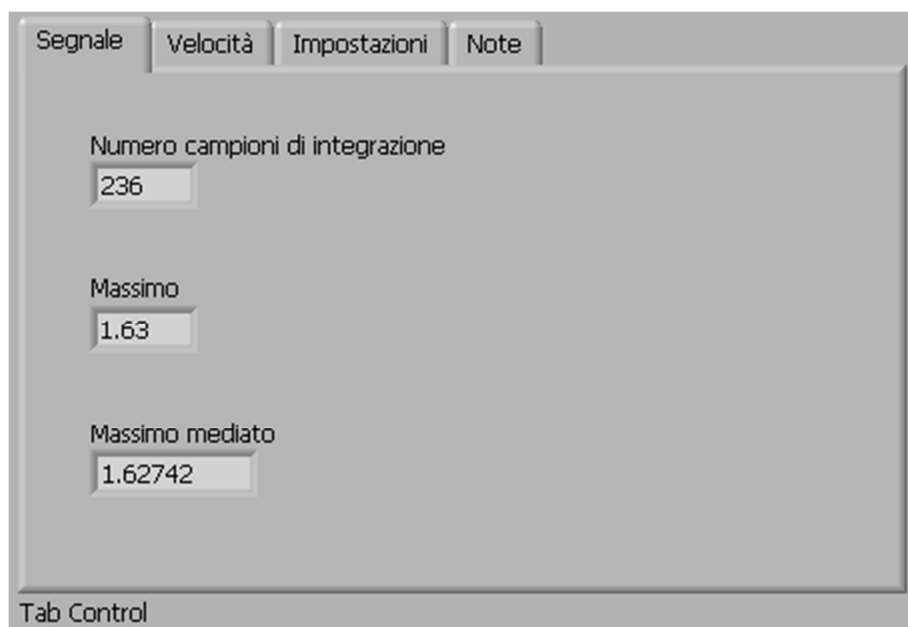 Segnale Velocità Impostazioni Note
Numero campioni di integrazione
236
Massimo
1.63
Massimo mediato
1.62742
Tab Control